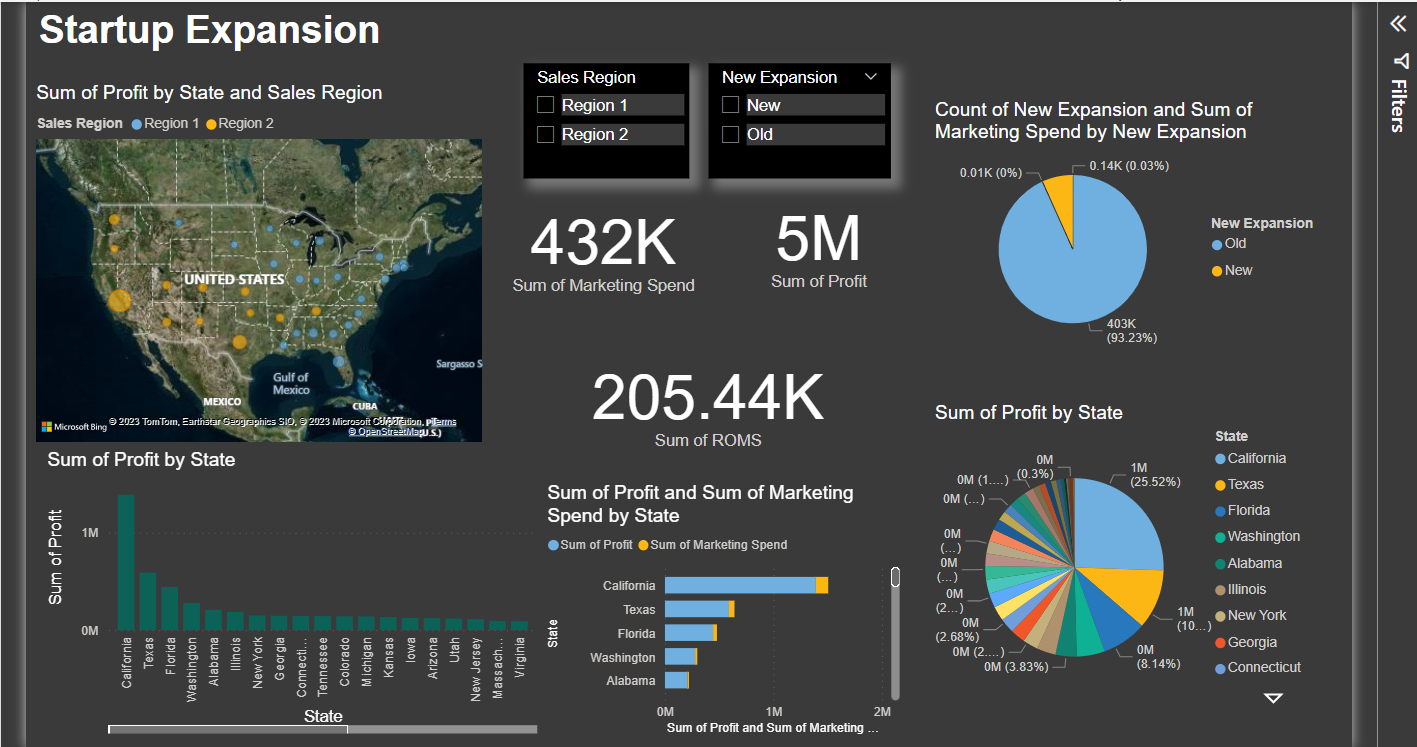 Startup Expansion
Sum of Profit by State and Sales Region
Sales Region Region 1 Region 2
UNITED STATES
Gulf of
Mexico
Sargasso S
MEXICO
CUBA
Microsoft Bing
© 2023 TomTom, Earthstar Geographics SIO, © 2023 Microsoft Corporation, Terms
© OpenStreetMap
Sales Region
Region 1
Region 2
New Expansion
New
Old
432K
Sum of Marketing Spend
5M
Sum of Profit
205.44K
Sum of ROMS
Count of New Expansion and Sum of
Marketing Spend by New Expansion
0.01K (0%)
0.14K (0.03%)
403K
(93.23%)
New Expansion
Old
New
Sum of Profit by State
Sum of Profit
1M
0M
California
Texas
Florida
Washington
Alabama
Illinois
New York
Georgia
Connecti...
Tennessee
Colorado
Michigan
Kansas
Iowa
Arizona
Utah
New Jersey
Massach...
Virginia
State
Sum of Profit and Sum of Marketing
Spend by State
Sum of Profit Sum of Marketing Spend
State
California
Texas
Florida
Washington
Alabama
0M 1M 2M
Sum of Profit and Sum of Marketing ...
Sum of Profit by State
0M
(0.3%)
0M (1....)
0M (...)
0M
(...)
0M
(...)
0M
(2...)
0M
(2.68%)
0M (2....)
0M (3.83%)
0M
(8.14%)
1M
(10...)
1M
(25.52%)
State
California
Texas
Florida
Washington
Alabama
Illinois
New York
Georgia
Connecticut
Filters